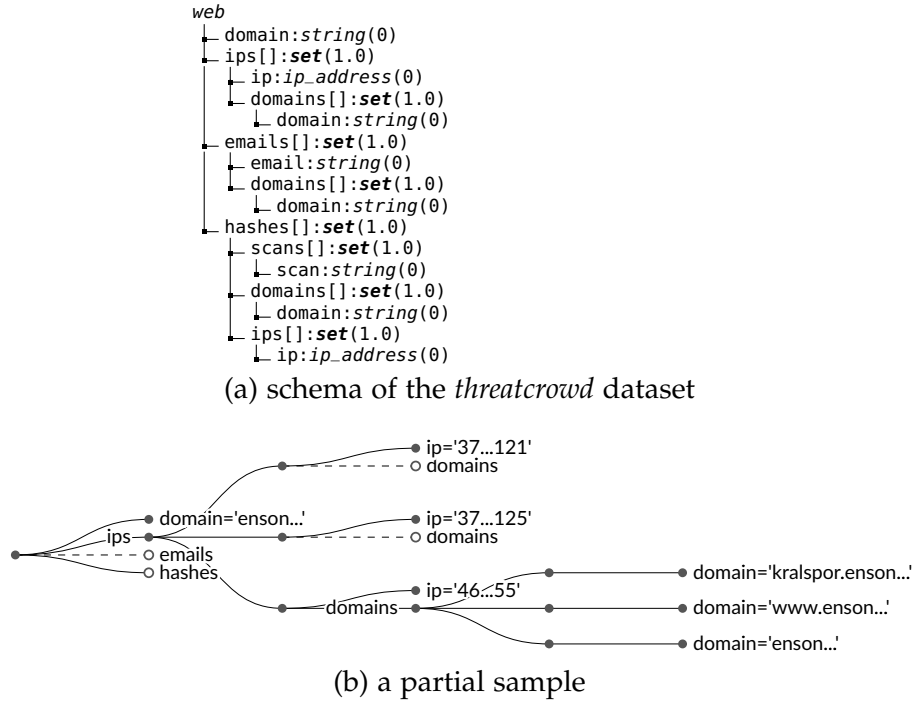 web
domain:string(0)
ips[]:set(1.0)
ip:ip_address(0)
domains[]:set(1.0)
domain:string(0)
emails[]:set(1.0)
email:string(0)
domains[]:set(1.0)
domain:string(0)
hashes[]:set(1.0)
scans[]:set(1.0)
scan:string(0)
domains[]:set(1.0)
domain:string(0)
ips[]:set(1.0)
ip:ip_address(0)
(a) schema of the threatcrowd dataset
ip='37...121'
domains
domain='enson...'
ip='37...125'
ips
domains
emails
hashes
domain='kralspor.enson...'
ip='46...55'
domains
domain='www.enson...'
domain='enson...'
(b) a partial sample